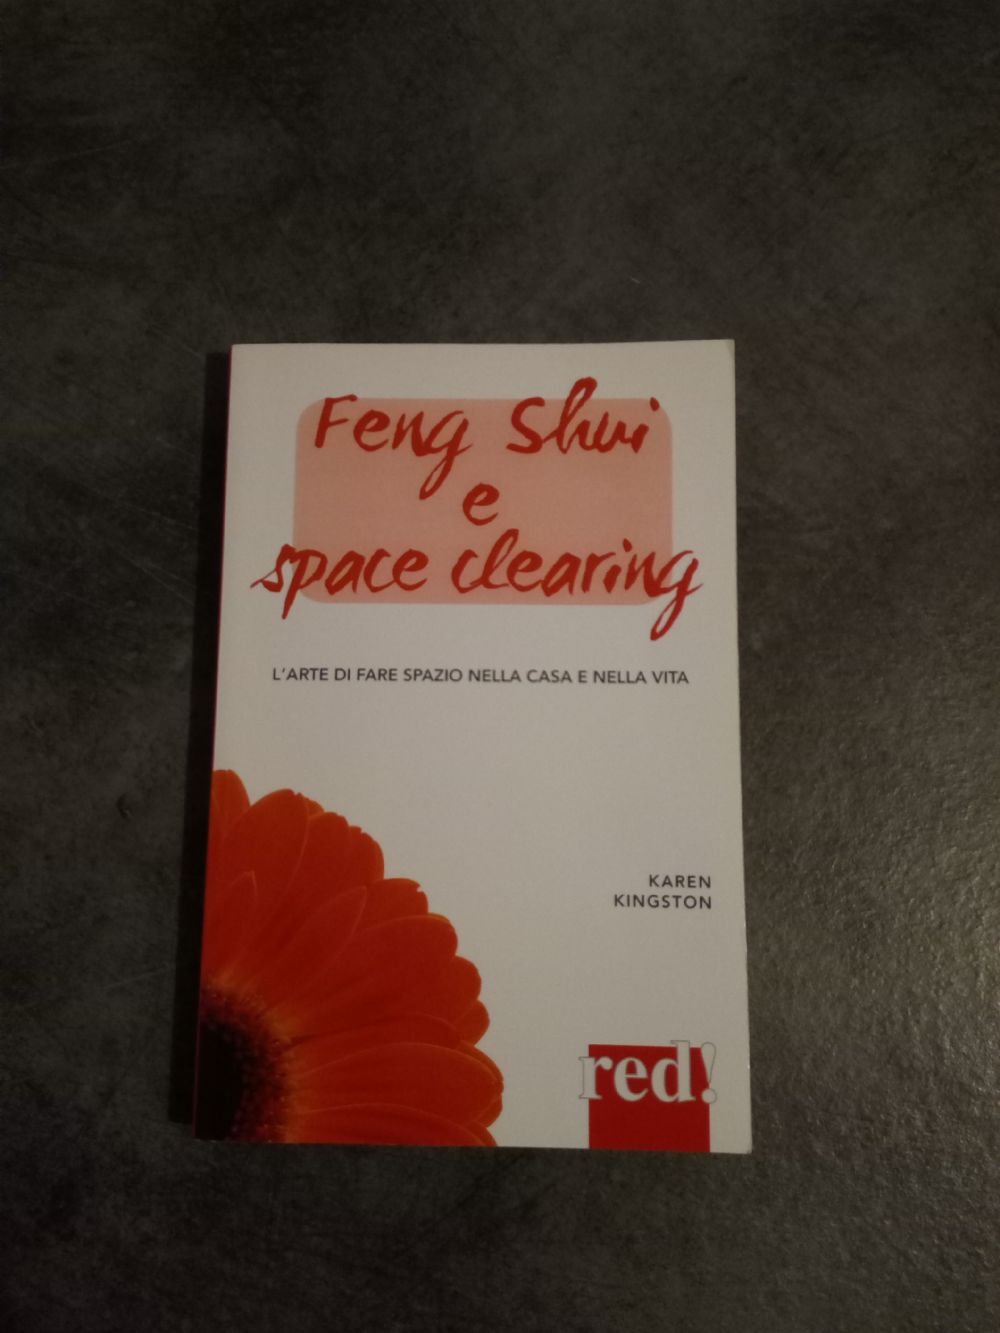 Feng Shui
e
space clearing
L'ARTE DI FARE SPAZIO NELLA CASA E NELLA VITA
KAREN
KINGSTON
red!